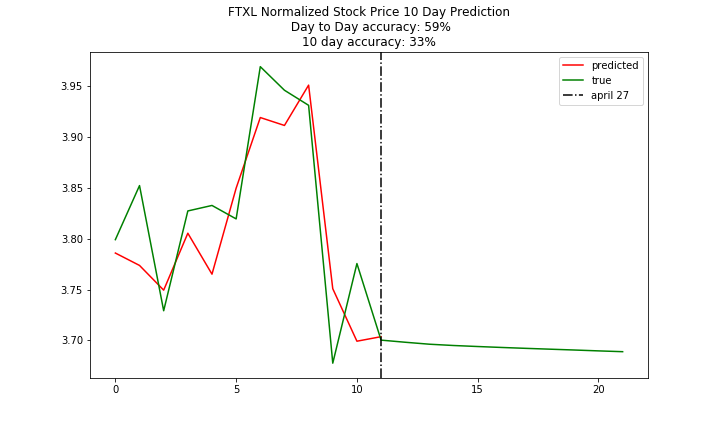 FTXL Normalized Stock Price 10 Day Prediction
Day to Day accuracy: 59%
10 day accuracy: 33%
predicted
true
april 27
3.95
3.90
3.85
3.80
3.75
3.70
0
5
10
15
20